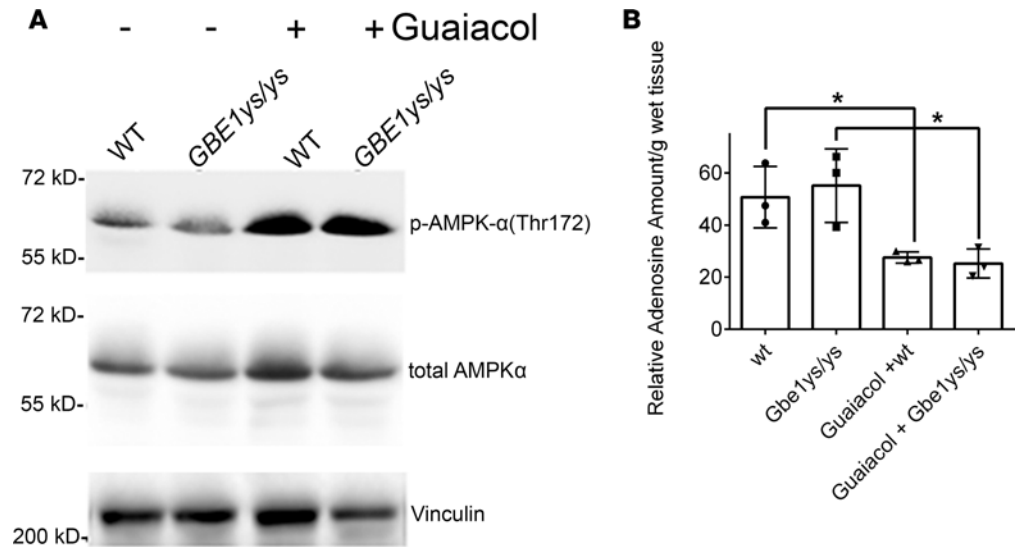 A
- - + + Guaiacol
WT GBE1ys/ys WT GBE1ys/ys
72 kD-
p-AMPK-α(Thr172)
55 kD-
72 kD-
total AMPKα
55 kD-
Vinculin
200 kD-
B
Relative Adenosine Amount/g wet tissue
* *
60
40
20
0
wt
Gbe1ys/ys
Guaiacol +wt
Guaiacol + Gbe1ys/ys